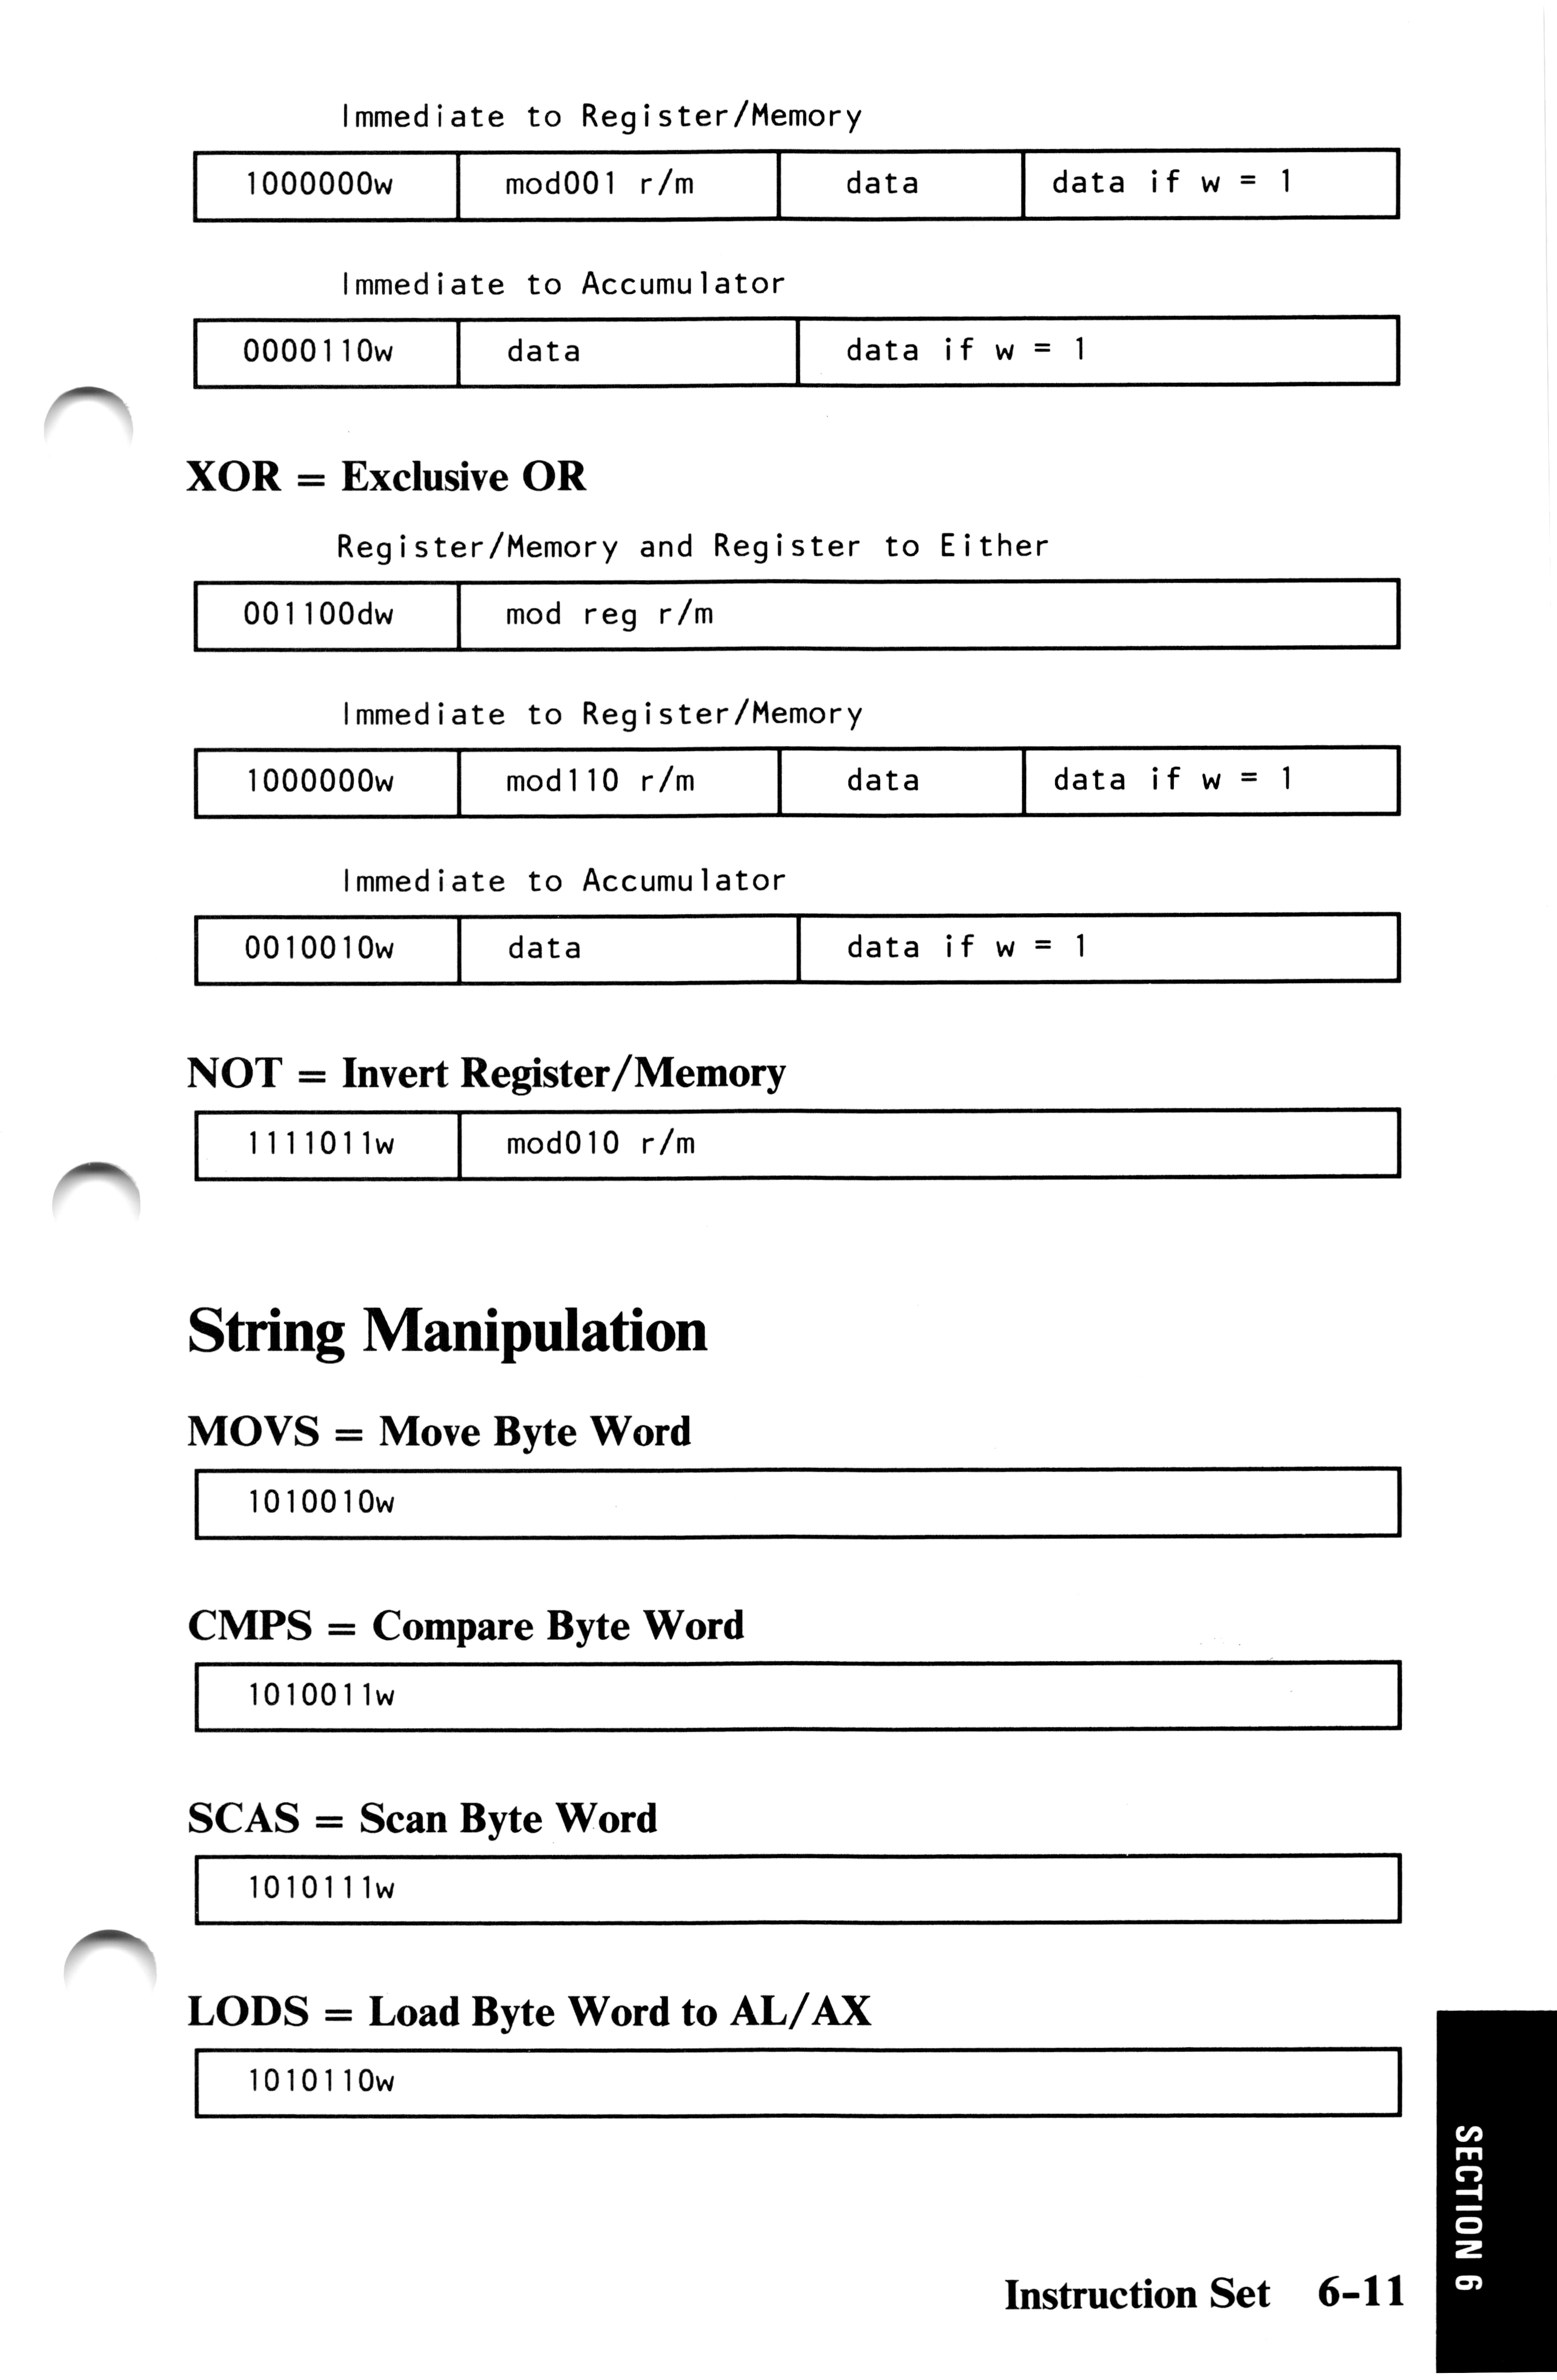 Immediate to Register/Memory
1000000w mod001 r/m data data if w = 1
Immediate to Accumulator
0000110w data data if w = 1
XOR = Exclusive OR
Register/Memory and Register to Either
001100dw mod reg r/m
Immediate to Register/Memory
1000000w mod110 r/m data data if w = 1
Immediate to Accumulator
0010010w data data if w = 1
NOT = Invert Register/Memory
1111011w mod010 r/m
String Manipulation
MOVS = Move Byte Word
1010010w
CMPS = Compare Byte Word
1010011w
SCAS = Scan Byte Word
1010111w
LODS = Load Byte Word to AL/AX
1010110w
SECTION 6
Instruction Set 6-11